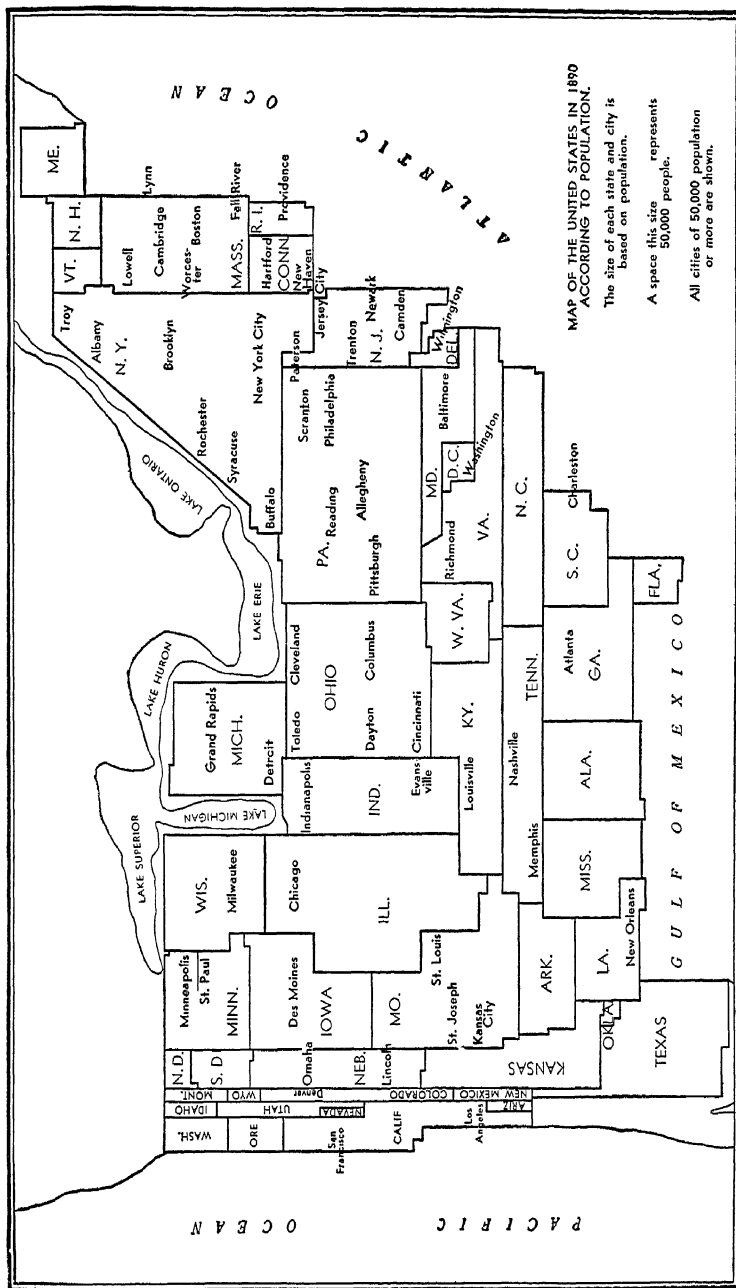 MAP OF THE UNITED STATES IN 1890
ACCORDING TO POPULATION.
The size of each state and city is
based on population.
A space this size represents
50,000 people.
All cities of 50,000 population
or more are shown.
PACIFIC OCEAN
ATLANTIC OCEAN
GULF OF MEXICO
LAKE SUPERIOR
LAKE MICHIGAN
LAKE HURON
LAKE ERIE
LAKE ONTARIO
WASH.
ORE
San
Francisco
CALIF
Los
Angeles
IDAHO
UTAH
NEVADA
ARIZ
MONT.
WYO
Denver
COLORADO
NEW MEXICO
N.D.
S. D
Omaha
NEB.
Lincoln
KANSAS
OKLA.
TEXAS
Minneapolis
St. Paul
MINN.
Des Moines
IOWA
MO.
St. Joseph
St. Louis
Kansas
City
ARK.
LA.
New Orleans
WIS.
Milwaukee
Chicago
ILL.
Grand Rapids
MICH.
Detrcit
Indianapolis
IND.
Evans-
ville
Toledo
Cleveland
OHIO
Dayton
Columbus
Cincinnati
Louisville
KY.
Nashville
Memphis
TENN.
MISS.
ALA.
Atlanta
GA.
FLA.
S. C.
Charleston
N. C.
W. VA.
Richmond
VA.
MD.
D.C.
Washington
Baltimore
Wilmington
DEL.
PA.
Reading
Scranton
Philadelphia
Allegheny
Pittsburgh
Paterson
Jersey City
Trenton
N. J.
Newark
Camden
Troy
Albany
N. Y.
Brooklyn
Rochester
Syracuse
New York City
Buffalo
VT.
N. H.
ME.
Lowell
Lynn
Cambridge
Worces-
ter
Boston
MASS.
Fall River
Hartford
CONN.
New
Haven
R. I.
Providence